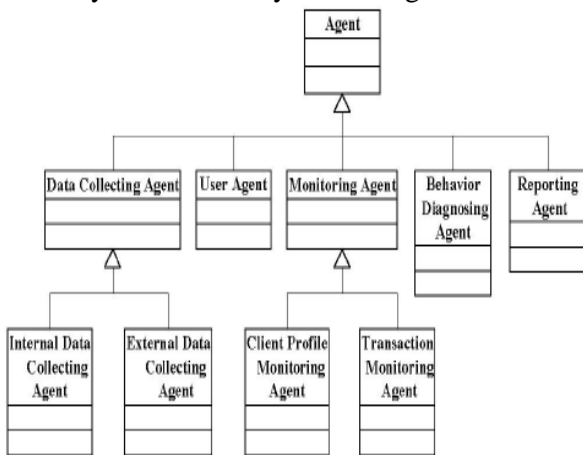 Agent
Data Collecting Agent
User Agent
Monitoring Agent
Behavior
Diagnosing
Agent
Reporting
Agent
Internal Data
Collecting
Agent
External Data
Collecting
Agent
Client Profile
Monitoring
Agent
Transaction
Monitoring
Agent